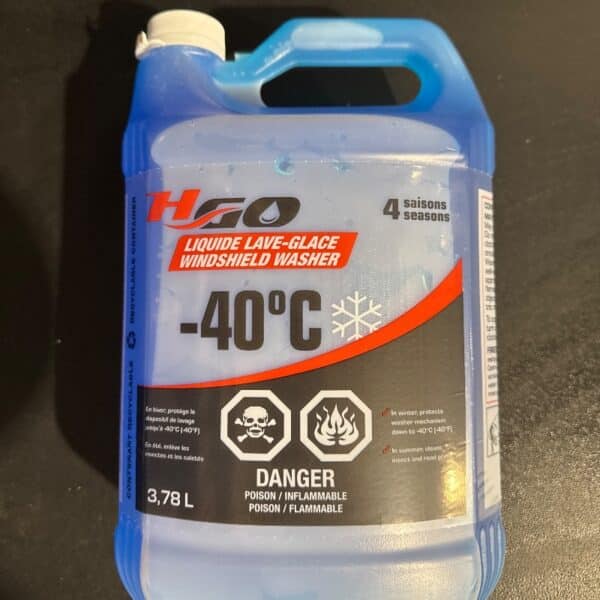 HGO
4 saisons
seasons
LIQUIDE LAVE-GLACE
WINDSHIELD WASHER
-40°C
En hiver, protège le
dispositif de lavage
jusqu'à -40°C (-40°F)
En été, enlève les
insectes et les saletés
In winter, protects
washer mechanism
down to -40°C (-40°F)
In summer, cleans
insects and road
DANGER
POISON / INFLAMMABLE
POISON / FLAMMABLE
3,78 L
CONTENANT RECYCLABLE
RECYCLABLE CONTAINER